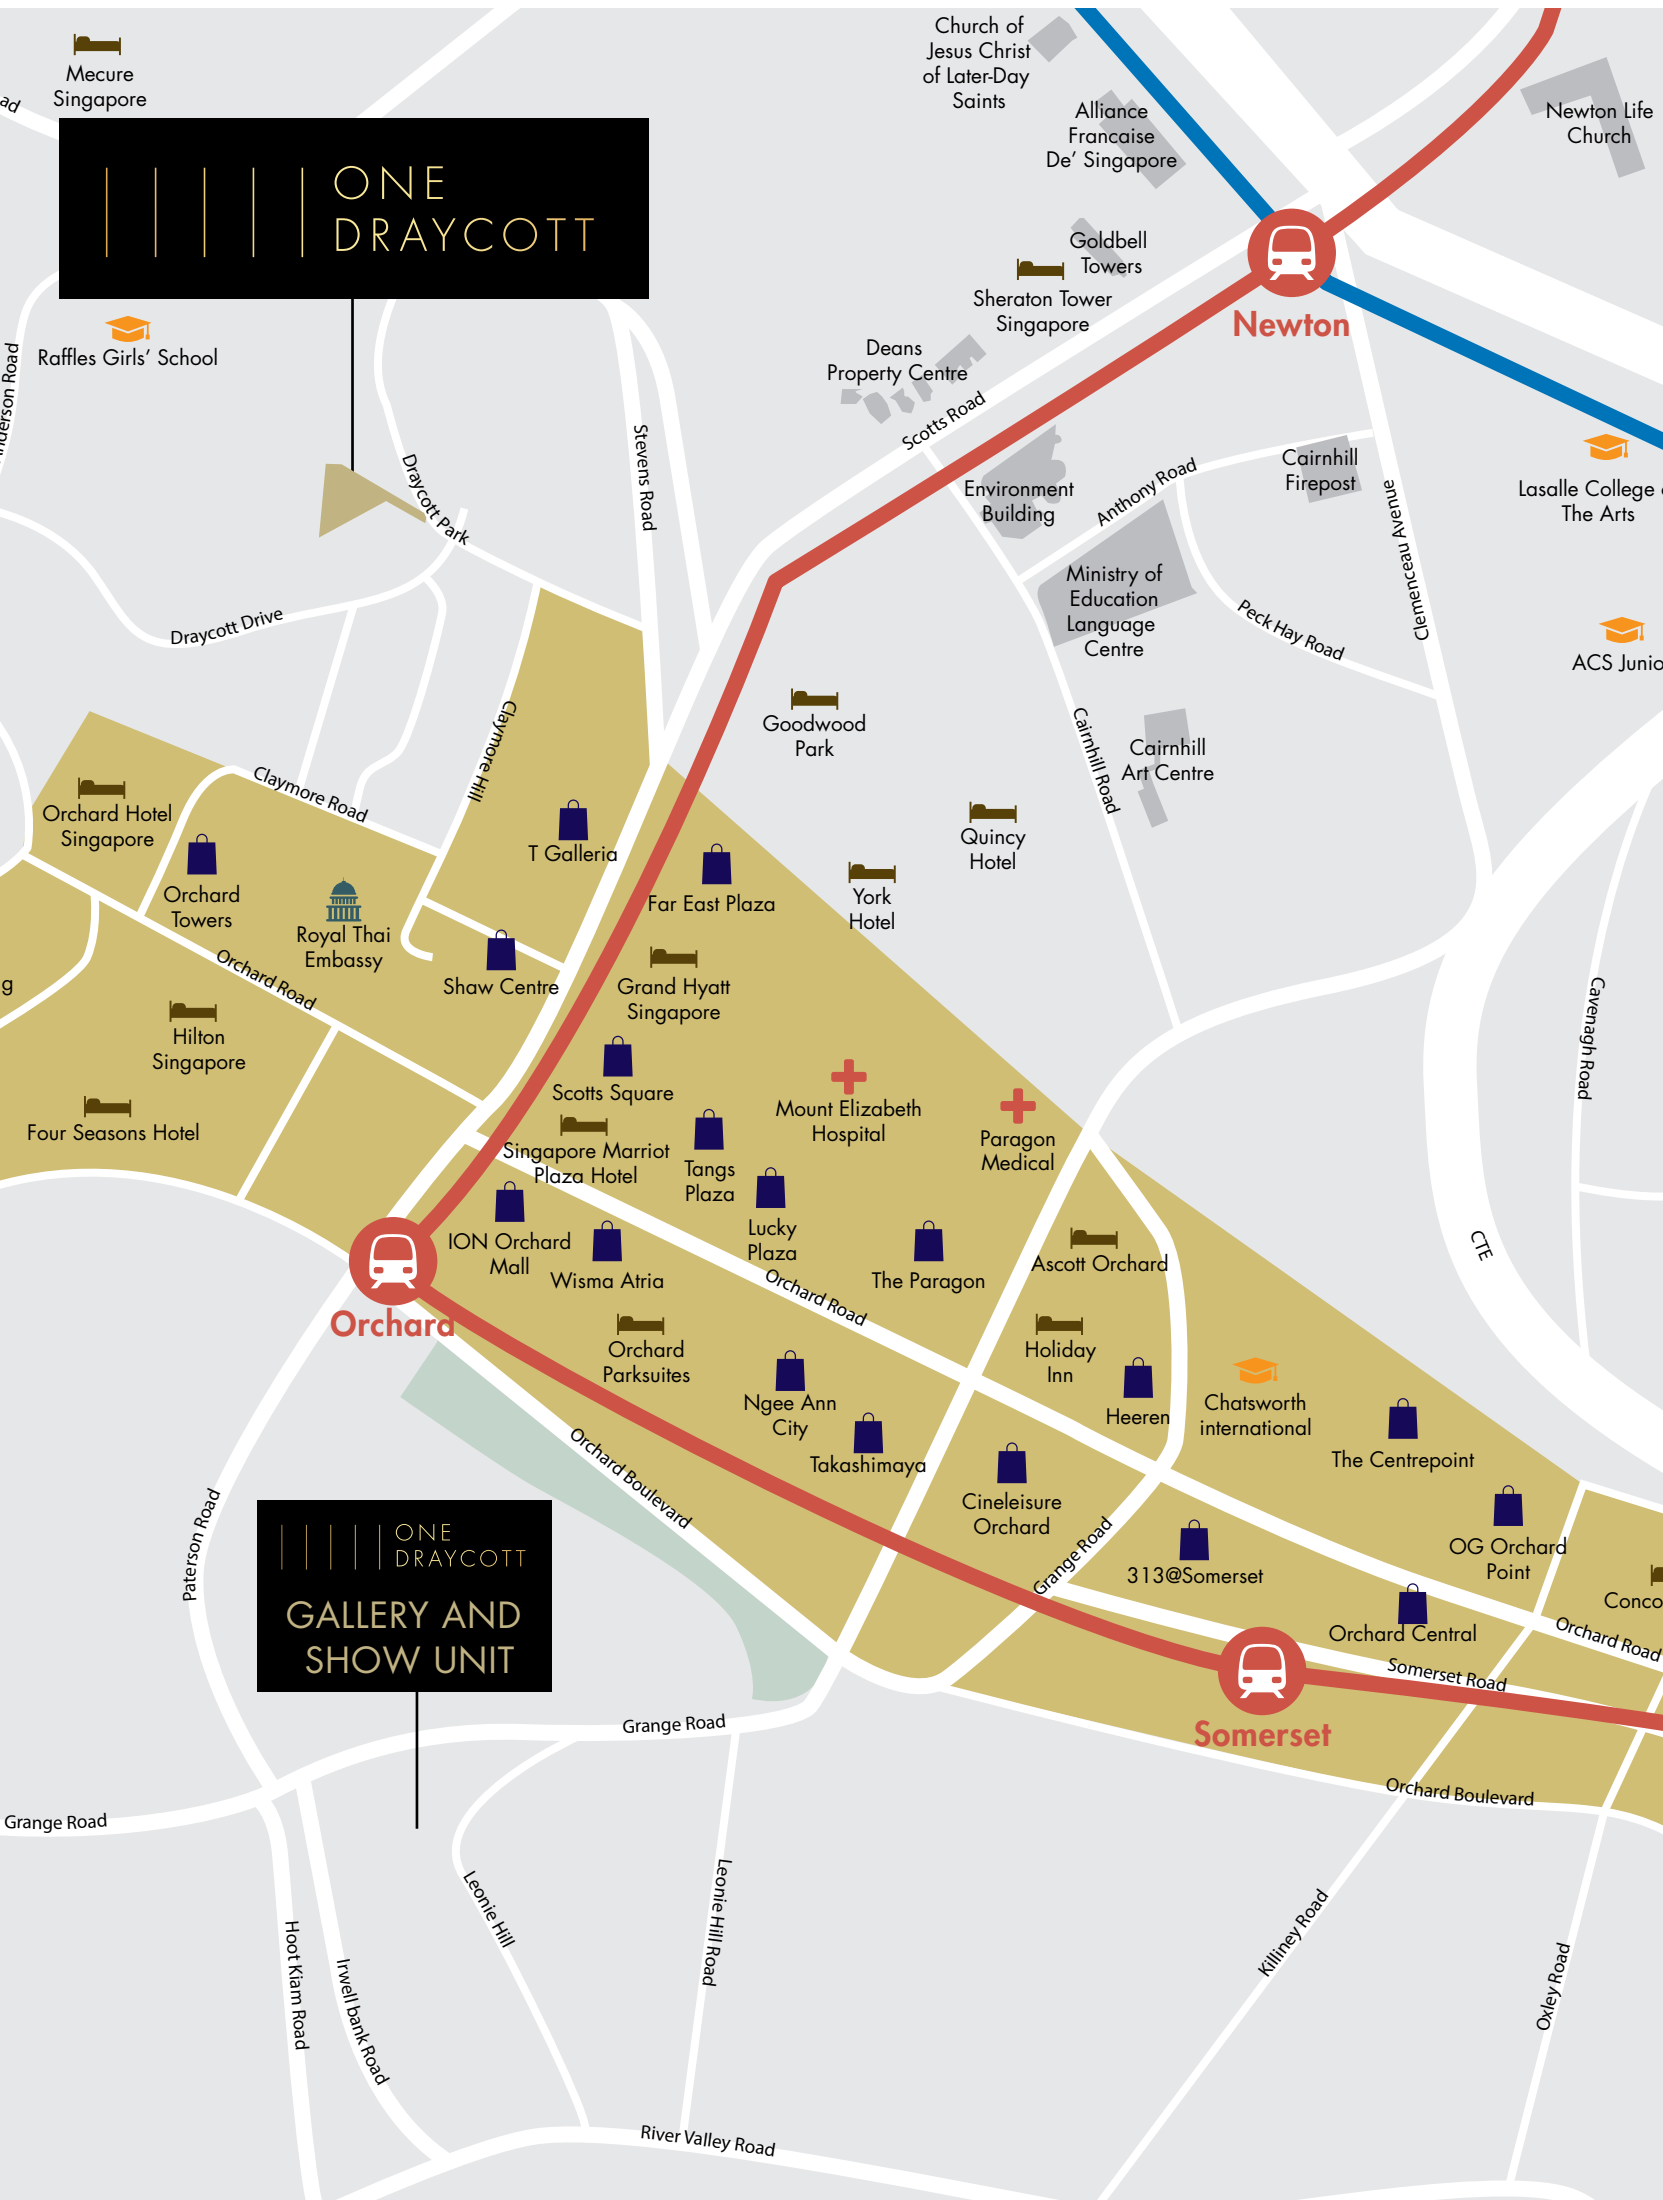 Church of
Jesus Christ
of Later-Day
Saints
Mecure
Singapore
ad
Alliance
Francaise
De’ Singapore
Newton Life
Church
ONE
DRAYCOTT
Goldbell
Towers
Sheraton Tower
Singapore
Newton
Raffles Girls’ School
Deans
Property Centre
nderson Road
Scotts Road
Stevens Road
Draycott Park
Environment
Building
Anthony Road
Cairnhill
Firepost
Clemenceau Avenue
Lasalle College
The Arts
Ministry of
Education
Language
Centre
Peck Hay Road
Draycott Drive
ACS Junio
Goodwood
Park
Claymore Hill
Cairnhill Road
Cairnhill
Art Centre
Claymore Road
Orchard Hotel
Singapore
T Galleria
Quincy
Hotel
Orchard
Towers
Far East Plaza
York
Hotel
Royal Thai
Embassy
Orchard Road
Shaw Centre
Grand Hyatt
Singapore
g
Cavenagh Road
Hilton
Singapore
Scotts Square
Four Seasons Hotel
Mount Elizabeth
Hospital
Paragon
Medical
Singapore Marriot
Plaza Hotel
Tangs
Plaza
Lucky
Plaza
ION Orchard
Mall
Wisma Atria
Orchard Road
The Paragon
Ascott Orchard
CTE
Orchard
Orchard
Parksuites
Holiday
Inn
Ngee Ann
City
Heeren
Chatsworth
international
Takashimaya
The Centrepoint
Orchard Boulevard
Cineleisure
Orchard
Paterson Road
ONE
DRAYCOTT
GALLERY AND
SHOW UNIT
Grange Road
313@Somerset
OG Orchard
Point
Conco
Orchard Central
Orchard Road
Somerset Road
Somerset
Grange Road
Orchard Boulevard
Grange Road
Leonie Hill
Leonie Hill Road
Killiney Road
Hoot Kiam Road
Irwell bank Road
Oxley Road
River Valley Road